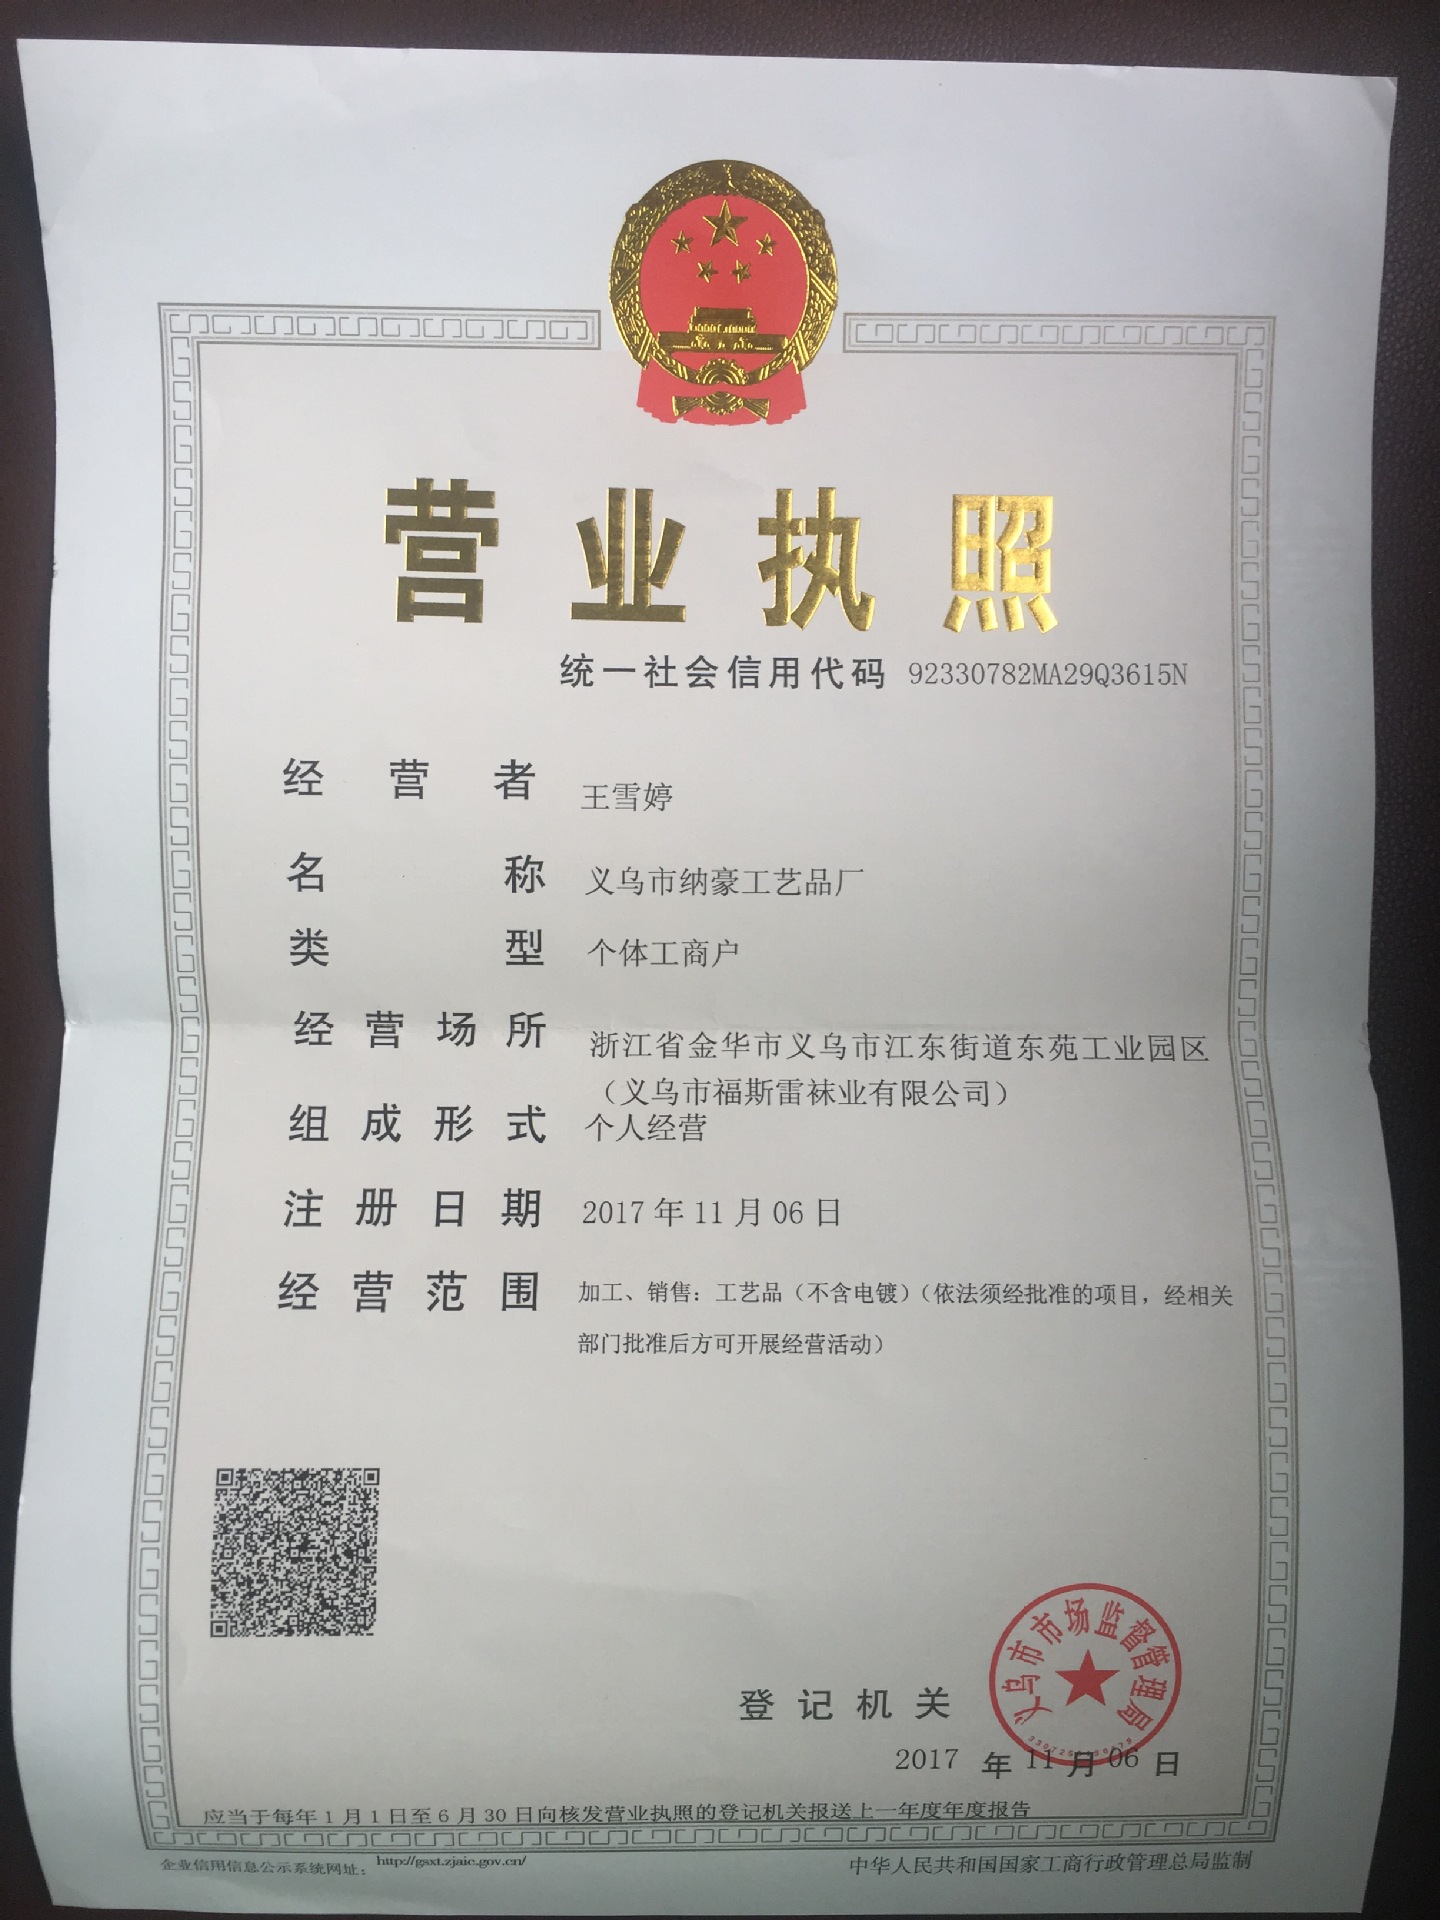 营业执照
统一社会信用代码 92330782MA29Q3615N
经营者 王雪婷
名称 义乌市纳豪工艺品厂
类型 个体工商户
经营场所 浙江省金华市义乌市江东街道东苑工业园区
（义乌市福斯雷袜业有限公司）
组成形式 个人经营
注册日期 2017年11月06日
经营范围 加工、销售：工艺品（不含电镀）（依法须经批准的项目，经相关
部门批准后方可开展经营活动）
义乌市市场监督管理局
登记机关
2017 年 11 月 06 日
应当于每年1月1日至6月30日向核发营业执照的登记机关报送上一年度年度报告
企业信用信息公示系统网址： http://gsxt.zjaic.gov.cn/
中华人民共和国国家工商行政管理总局监制